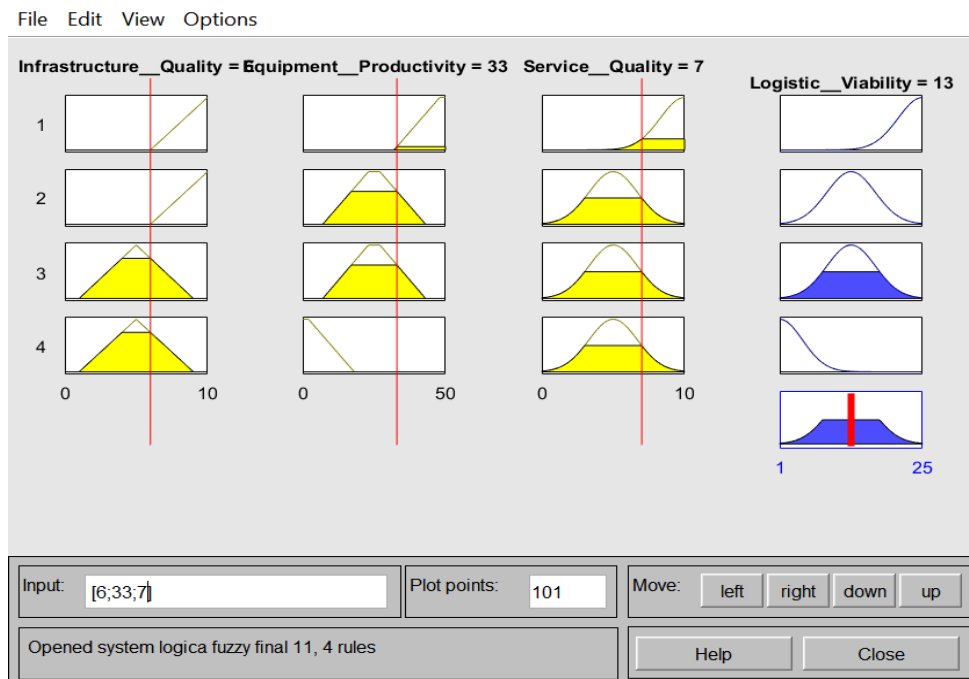 File Edit View Options
Infrastructure__Quality = 6 Equipment__Productivity = 33 Service__Quality = 7
Logistic__Viability = 13
1
2
3
4
0 10 0 50 0 10
1 25
Input: [6;33;7] Plot points: 101 Move: left right down up
Opened system logica fuzzy final 11, 4 rules Help Close